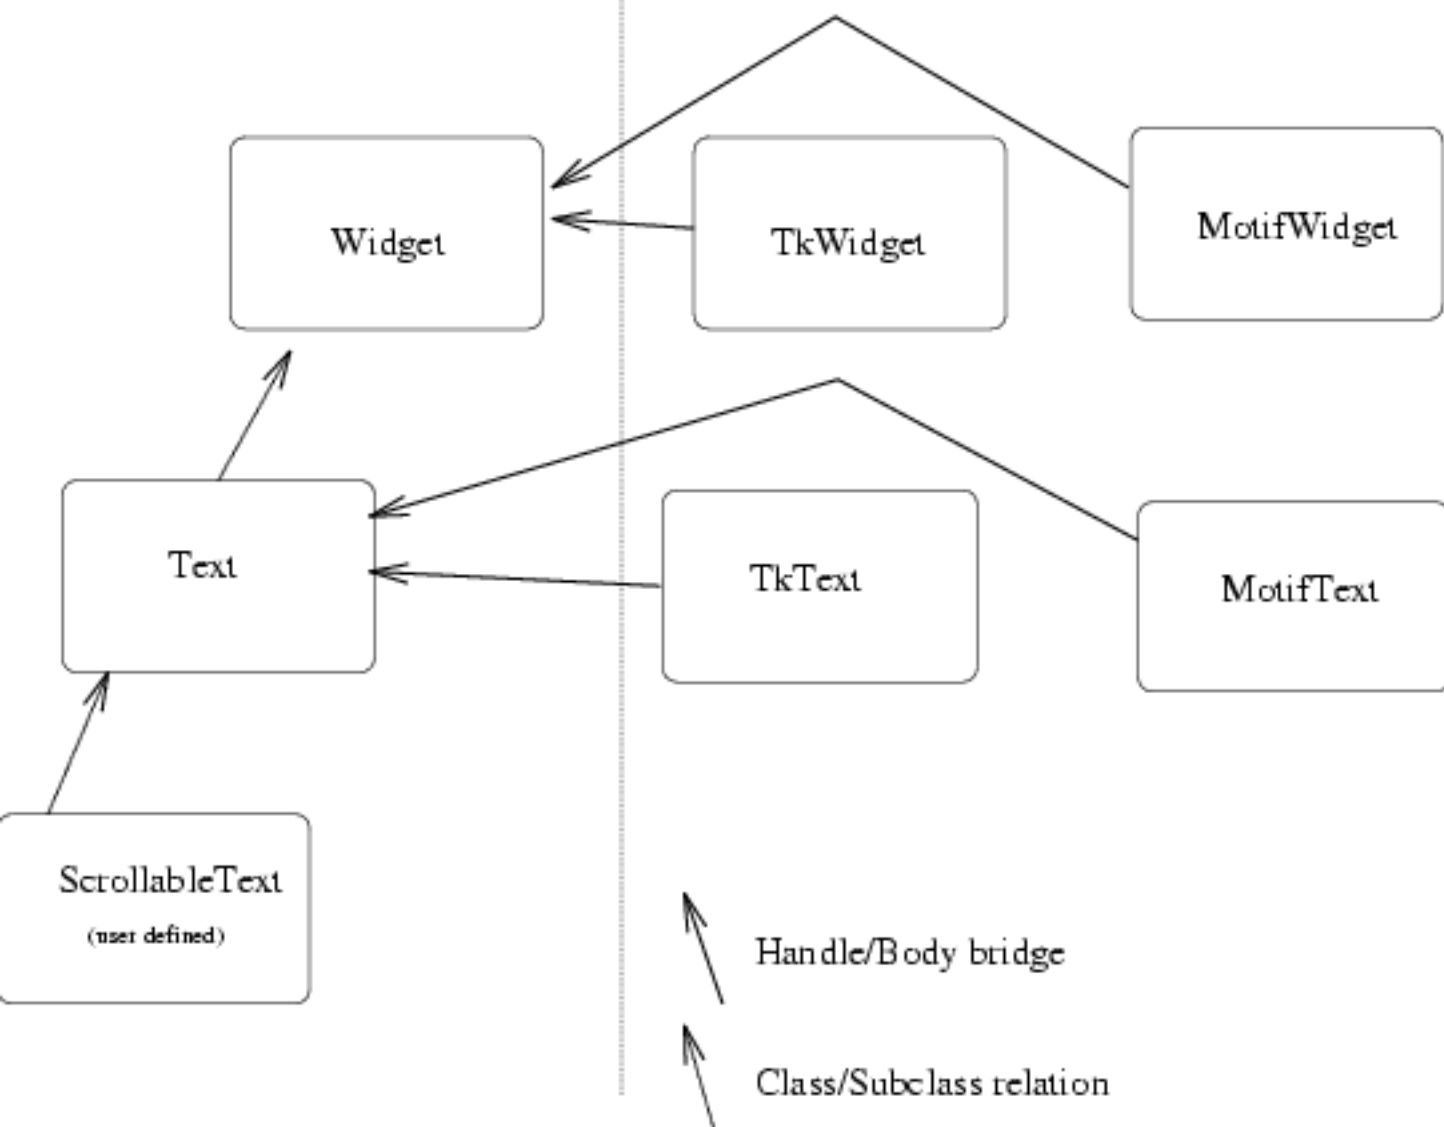 Widget
TkWidget
MotifWidget
Text
TkText
MotifText
ScrollableText
(user defined)
Handle/Body bridge
Class/Subclass relation